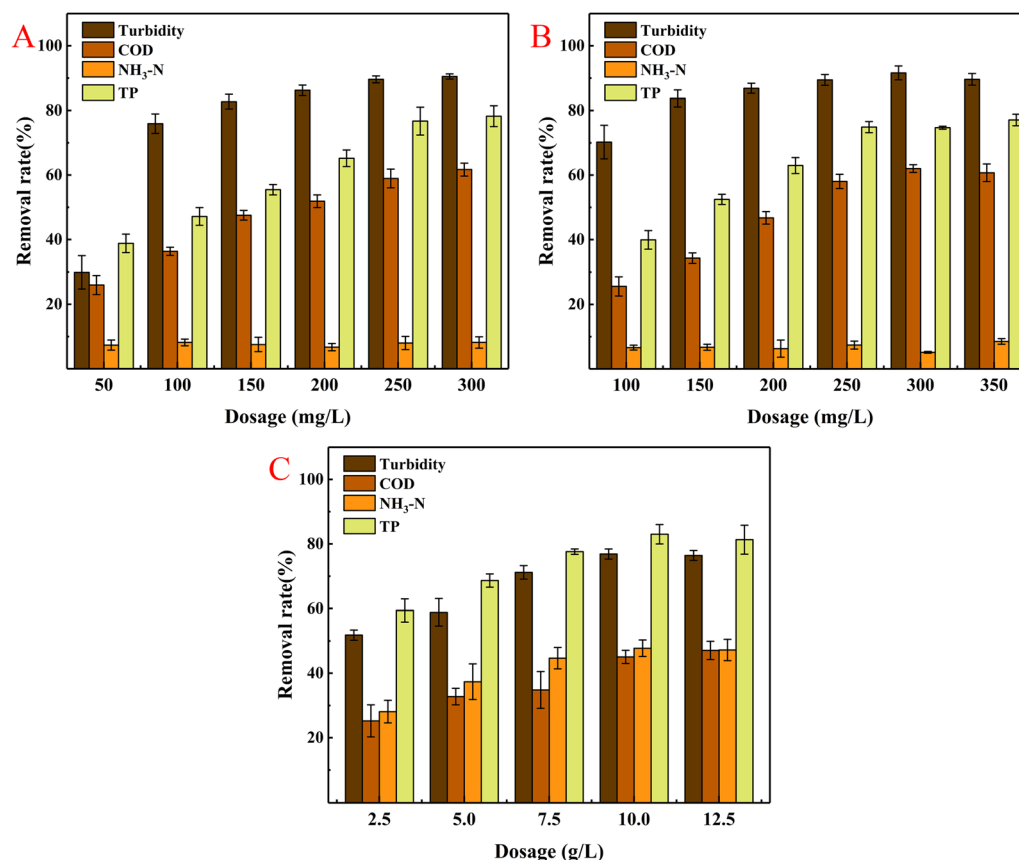 A
Turbidity
COD
NH₃-N
TP
100
80
60
40
20
Removal rate(%)
50 100 150 200 250 300
Dosage (mg/L)
B
Turbidity
COD
NH₃-N
TP
100
80
60
40
20
Removal rate(%)
100 150 200 250 300 350
Dosage (mg/L)
C
Turbidity
COD
NH₃-N
TP
100
80
60
40
20
Removal rate(%)
2.5 5.0 7.5 10.0 12.5
Dosage (g/L)